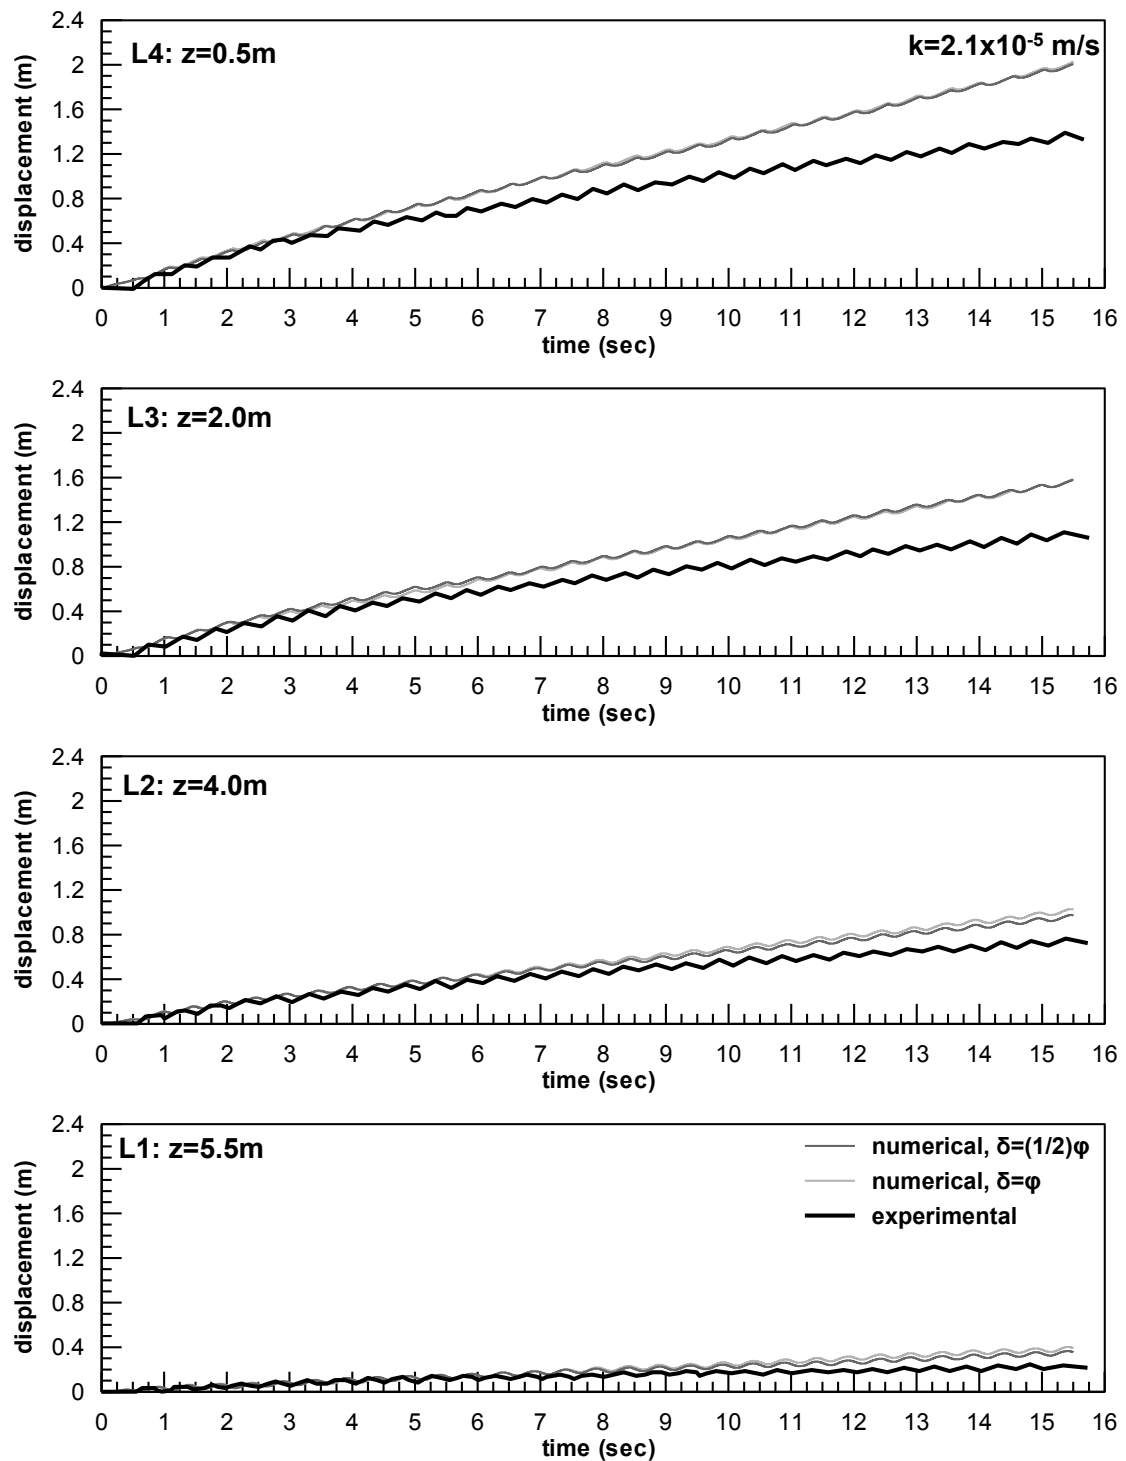 2.4
L4: z=0.5m
k=2.1x10-5 m/s
2
1.6
1.2
0.8
0.4
0
displacement (m)
0 1 2 3 4 5 6 7 8 9 10 11 12 13 14 15 16
time (sec)
2.4
L3: z=2.0m
2
1.6
1.2
0.8
0.4
0
displacement (m)
0 1 2 3 4 5 6 7 8 9 10 11 12 13 14 15 16
time (sec)
2.4
L2: z=4.0m
2
1.6
1.2
0.8
0.4
0
displacement (m)
0 1 2 3 4 5 6 7 8 9 10 11 12 13 14 15 16
time (sec)
2.4
L1: z=5.5m
2
1.6
1.2
0.8
0.4
0
displacement (m)
numerical, δ=(1/2)φ
numerical, δ=φ
experimental
0 1 2 3 4 5 6 7 8 9 10 11 12 13 14 15 16
time (sec)